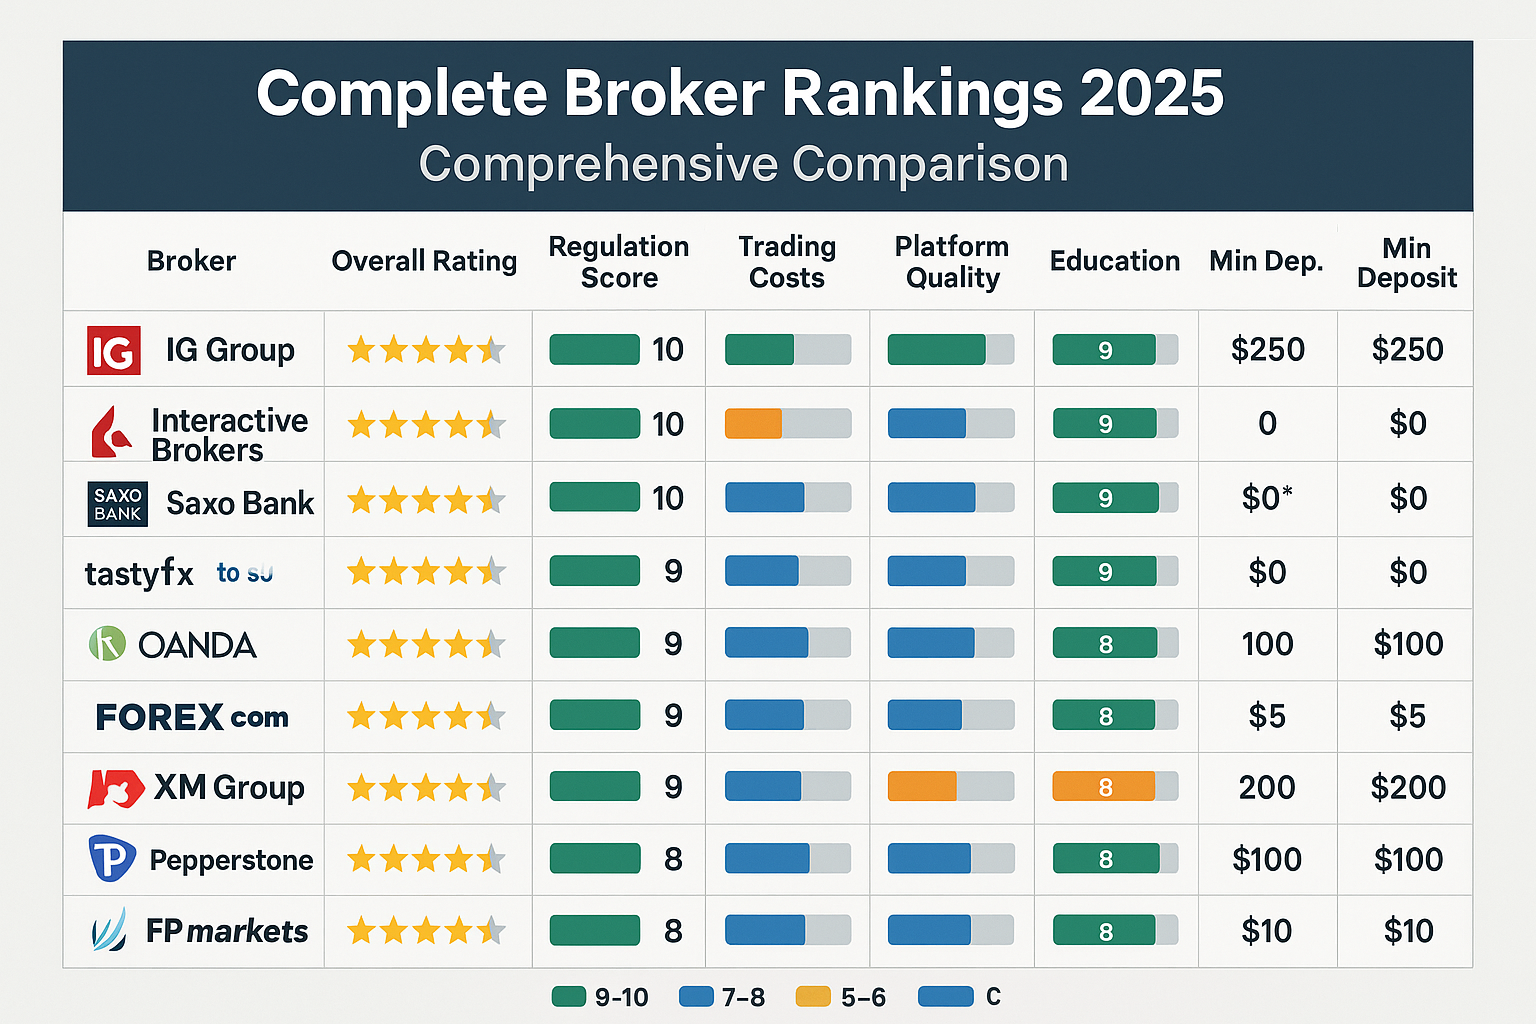 Complete Broker Rankings 2025
Comprehensive Comparison
Broker Overall Rating Regulation Score Trading Costs Platform Quality Education Min Dep. Min Deposit
IG IG Group 10 9 $250 $250
Interactive Brokers 10 9 0 $0
SAXO BANK Saxo Bank 10 9 $0* $0
tastyfx to su 9 9 $0 $0
OANDA 9 8 100 $100
FOREX com 9 8 $5 $5
XM Group 9 8 200 $200
P Pepperstone 8 8 $100 $100
FP markets 8 8 $10 $10
9-10 7-8 5-6 C